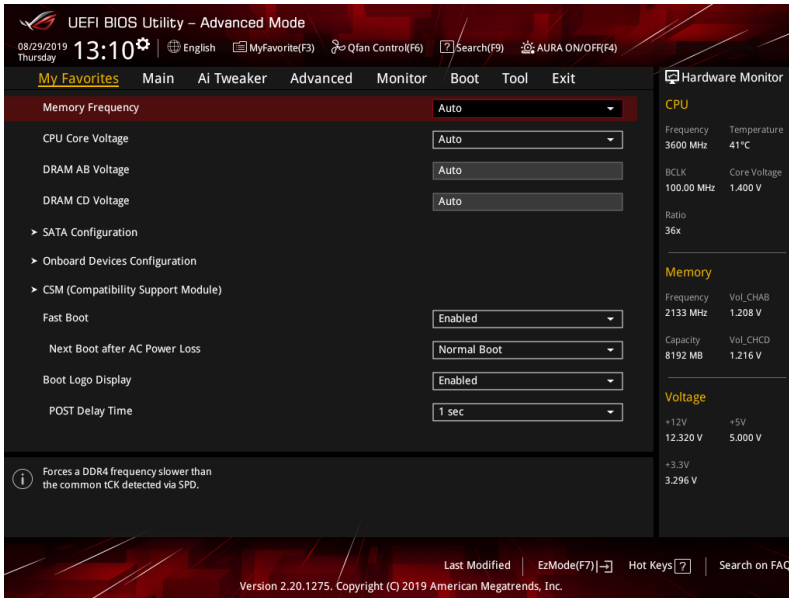 UEFI BIOS Utility – Advanced Mode
08/29/2019 Thursday 13:10 English MyFavorite(F3) Qfan Control(F6) ? Search(F9) AURA ON/OFF(F4)
My Favorites Main Ai Tweaker Advanced Monitor Boot Tool Exit
Memory Frequency Auto
CPU Core Voltage Auto
DRAM AB Voltage Auto
DRAM CD Voltage Auto
> SATA Configuration
> Onboard Devices Configuration
> CSM (Compatibility Support Module)
Fast Boot Enabled
Next Boot after AC Power Loss Normal Boot
Boot Logo Display Enabled
POST Delay Time 1 sec
i Forces a DDR4 frequency slower than
the common tCK detected via SPD.
Hardware Monitor
CPU
Frequency Temperature
3600 MHz 41°C
BCLK Core Voltage
100.00 MHz 1.400 V
Ratio
36x
Memory
Frequency Vol_CHAB
2133 MHz 1.208 V
Capacity Vol_CHCD
8192 MB 1.216 V
Voltage
+12V +5V
12.320 V 5.000 V
+3.3V
3.296 V
Last Modified EzMode(F7) Hot Keys ? Search on FAQ
Version 2.20.1275. Copyright (C) 2019 American Megatrends, Inc.